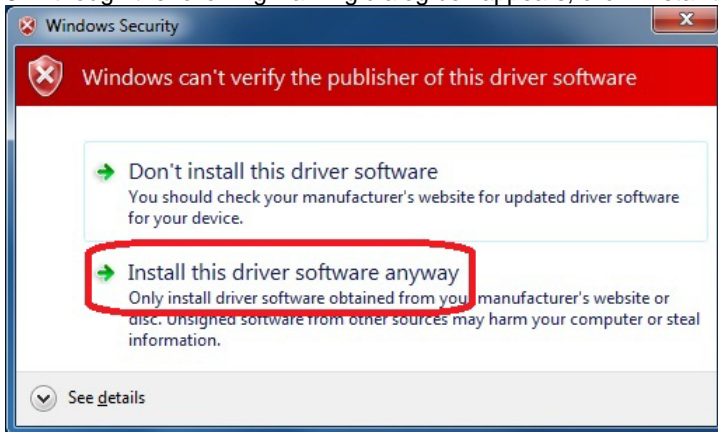 Windows Security
Windows can't verify the publisher of this driver software
Don't install this driver software
You should check your manufacturer's website for updated driver software
for your device.
Install this driver software anyway
Only install driver software obtained from your manufacturer's website or
disc. Unsigned software from other sources may harm your computer or steal
information.
See details